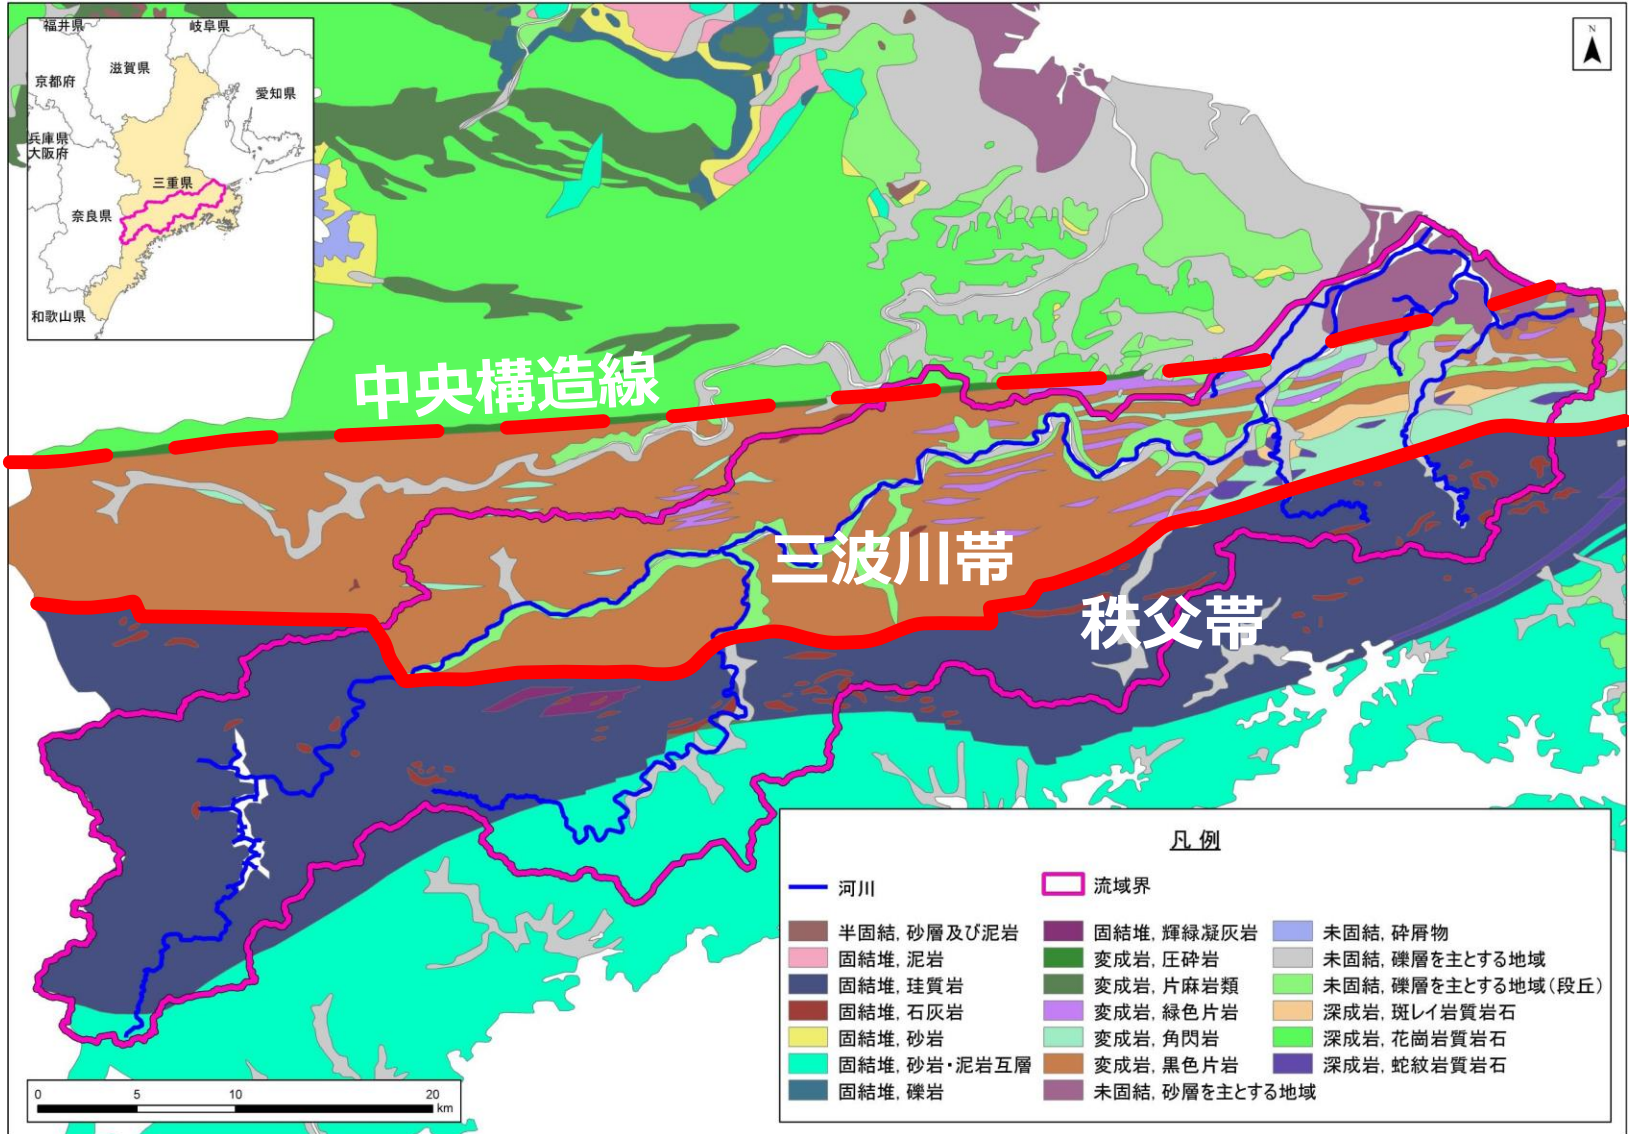 福井県
岐阜県
滋賀県
京都府
愛知県
兵庫県
大阪府
三重県
奈良県
和歌山県
N
中央構造線
三波川帯
秩父帯
凡 例
河川
流域界
半固結, 砂層及び泥岩
固結堆, 泥岩
固結堆, 珪質岩
固結堆, 石灰岩
固結堆, 砂岩
固結堆, 砂岩・泥岩互層
固結堆, 礫岩
固結堆, 輝緑凝灰岩
変成岩, 圧砕岩
変成岩, 片麻岩類
変成岩, 緑色片岩
変成岩, 角閃岩
変成岩, 黒色片岩
未固結, 砂層を主とする地域
未固結, 砕屑物
未固結, 礫層を主とする地域
未固結, 礫層を主とする地域(段丘)
深成岩, 斑レイ岩質岩石
深成岩, 花崗岩質岩石
深成岩, 蛇紋岩質岩石
0 5 10 20
km